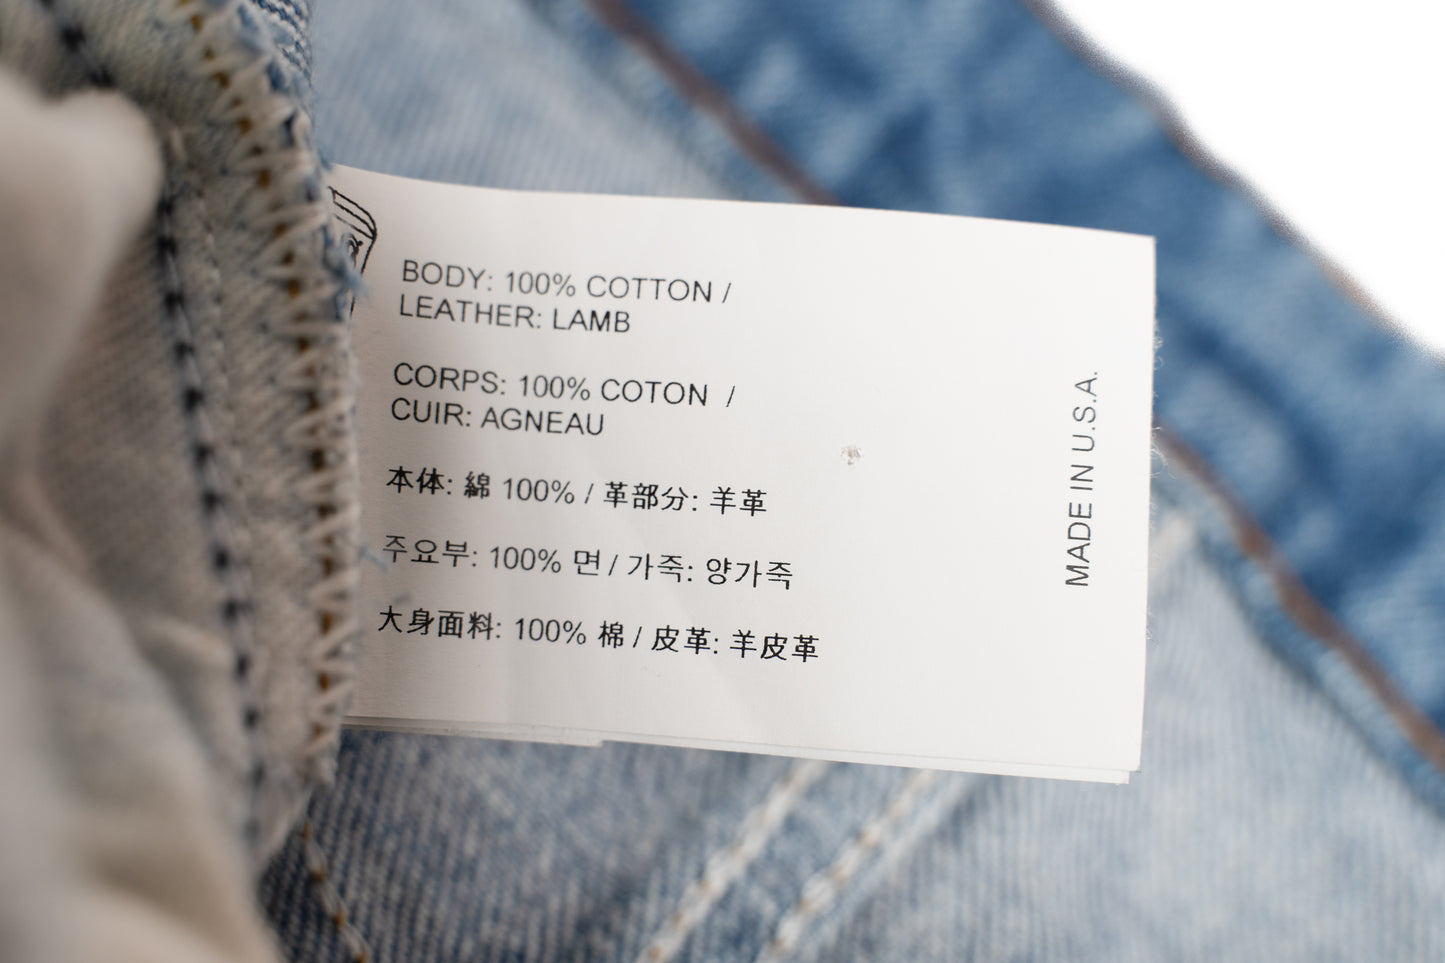 BODY: 100% COTTON /
LEATHER: LAMB
CORPS: 100% COTON /
CUIR: AGNEAU
本体: 綿 100% / 革部分: 羊革
주요부: 100% 면 / 가죽: 양가죽
大身面料: 100% 棉 / 皮革: 羊皮革
MADE IN U.S.A.